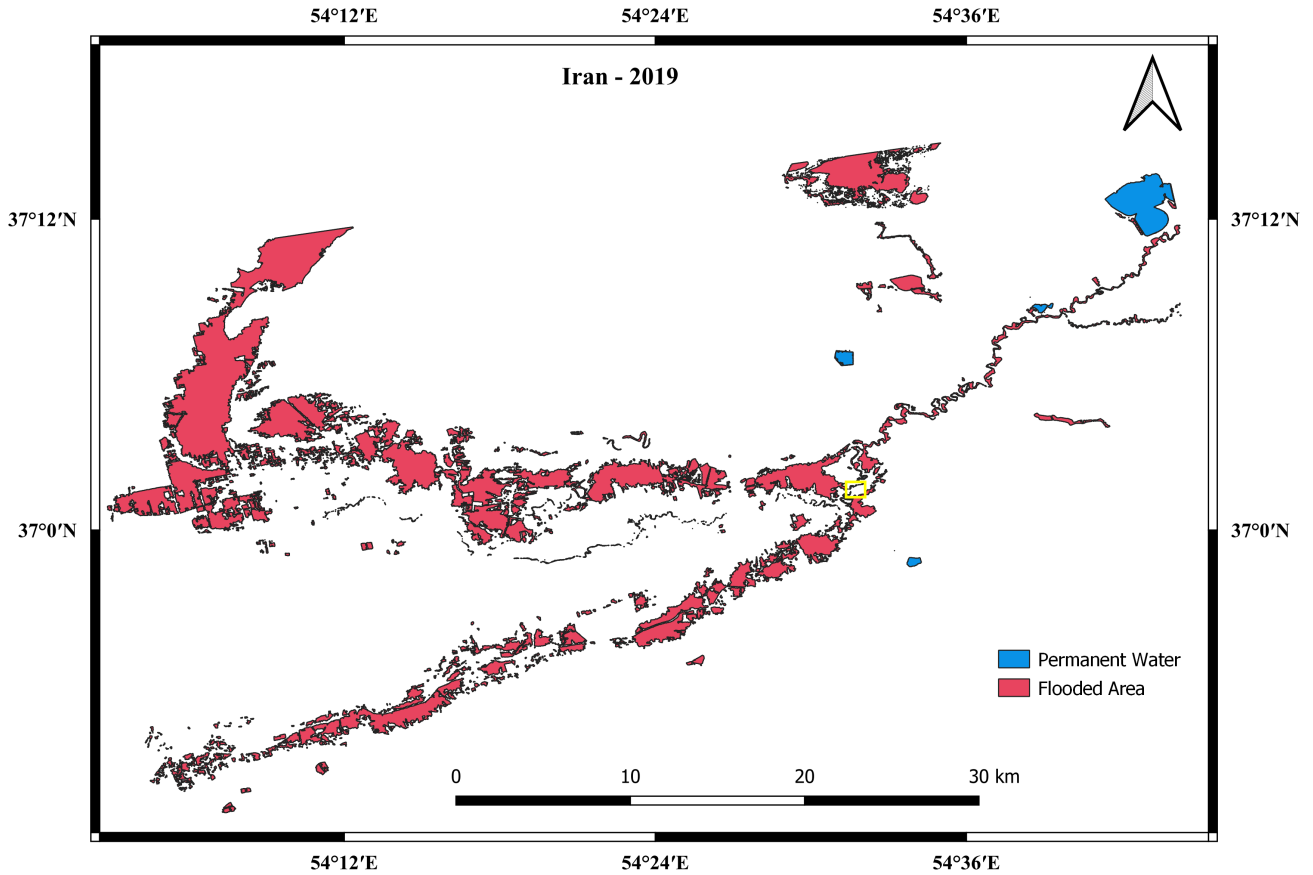 54°12′E 54°24′E 54°36′E
Iran - 2019
37°12′N 37°12′N
37°0′N 37°0′N
Permanent Water
Flooded Area
0 10 20 30 km
54°12′E 54°24′E 54°36′E